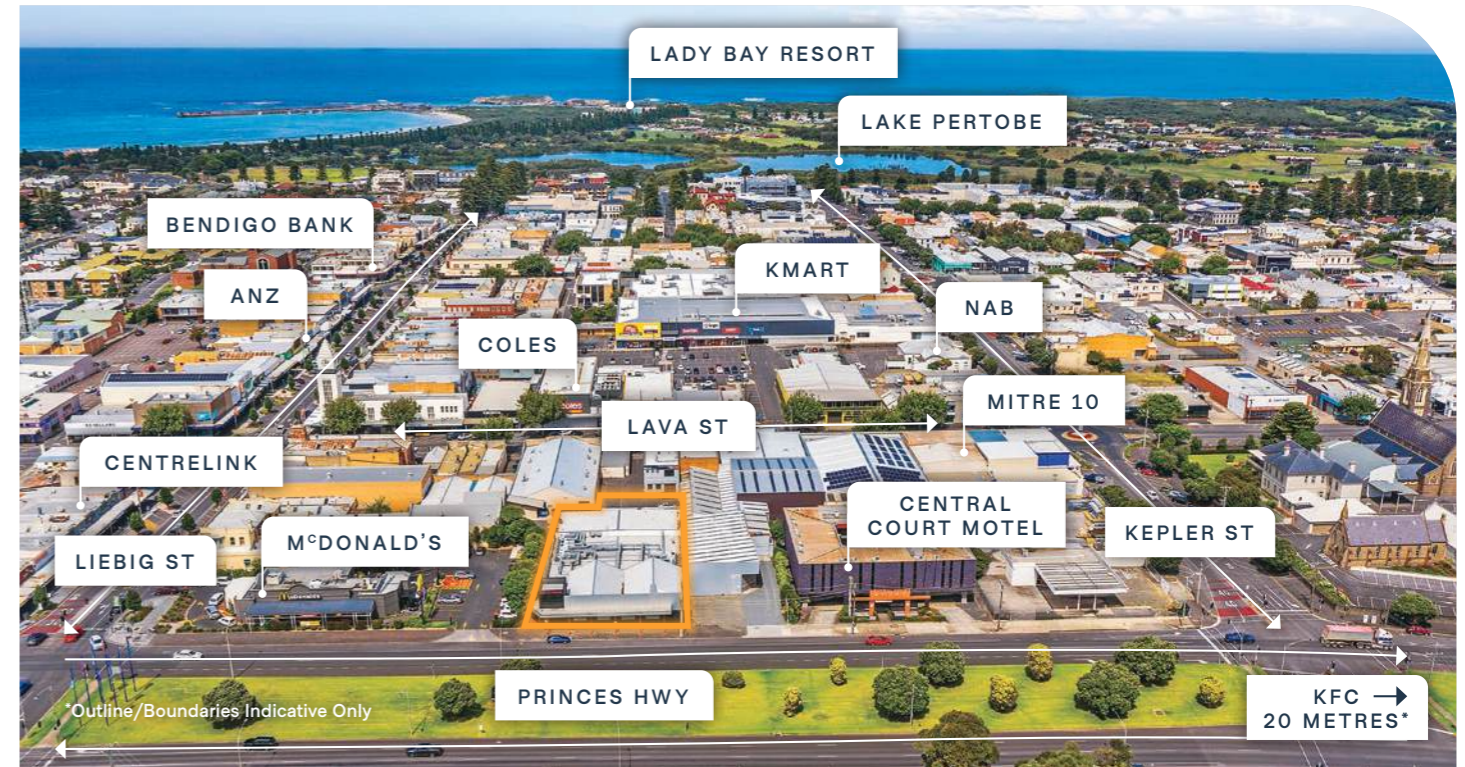 LADY BAY RESORT
LAKE PERTOBE
BENDIGO BANK
KMART
ANZ
NAB
COLES
MITRE 10
LAVA ST
CENTRELINK
CENTRAL
COURT MOTEL
McDONALD'S
KEPLER ST
LIEBIG ST
PRINCES HWY
KFC →
20 METRES*
*Outline/Boundaries Indicative Only